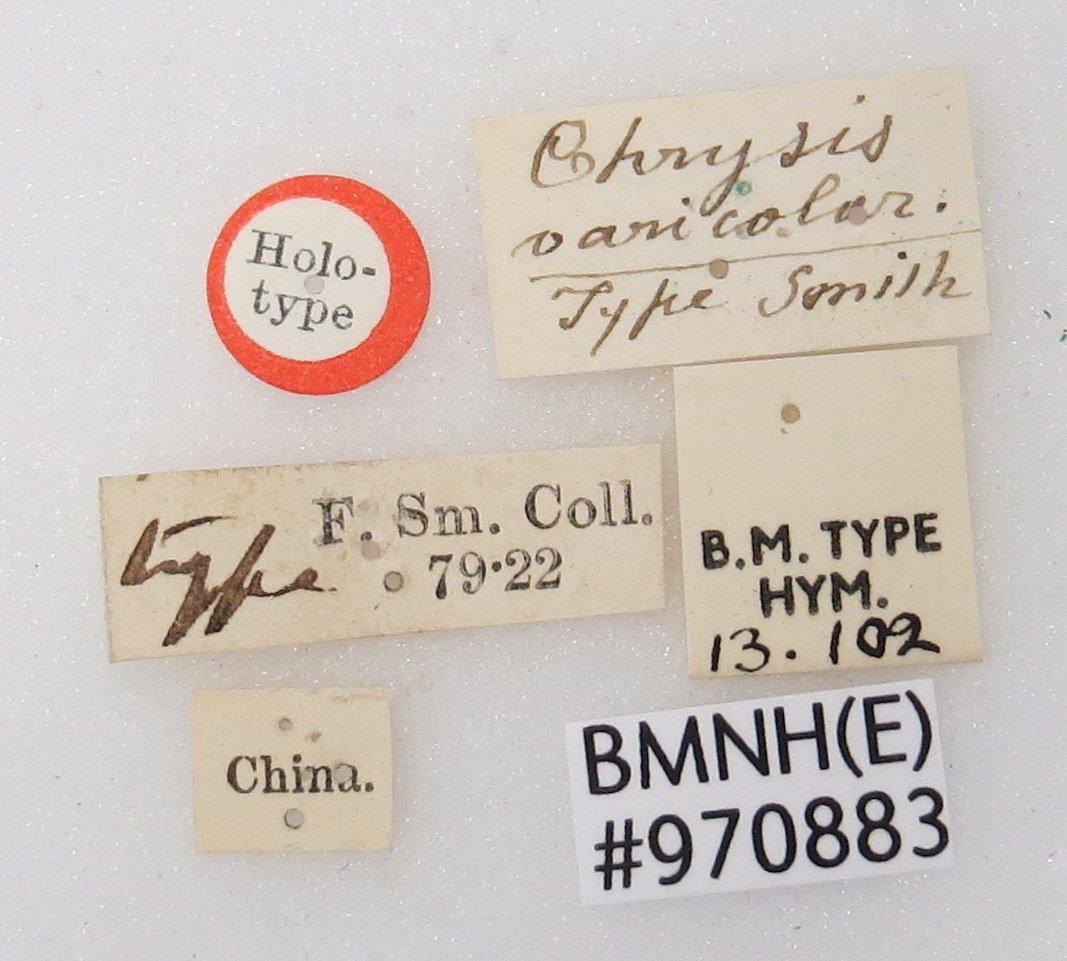 Holo-
type
Chrysis
varicolor.
Type Smith
type F. Sm. Coll.
79·22
B.M. TYPE
HYM.
13.102
China.
BMNH(E)
#970883